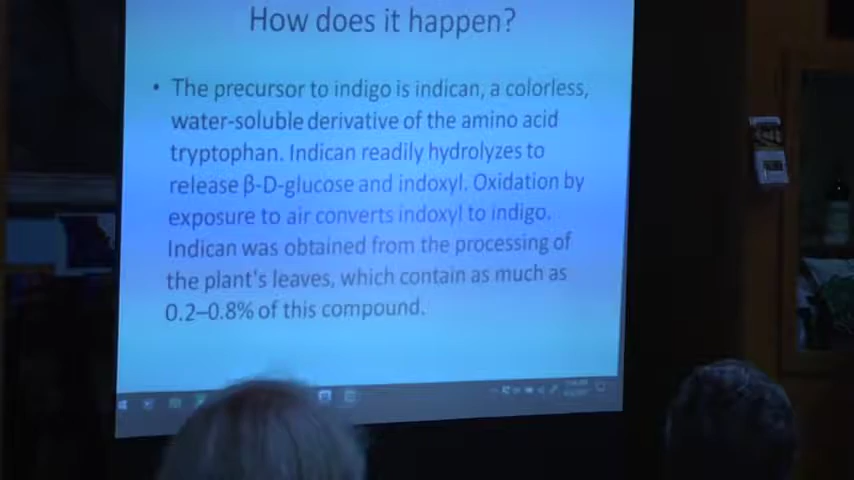 How does it happen?
• The precursor to indigo is indican, a colorless,
water-soluble derivative of the amino acid
tryptophan. Indican readily hydrolyzes to
release β-D-glucose and indoxyl. Oxidation by
exposure to air converts indoxyl to indigo.
Indican was obtained from the processing of
the plant's leaves, which contain as much as
0.2–0.8% of this compound.